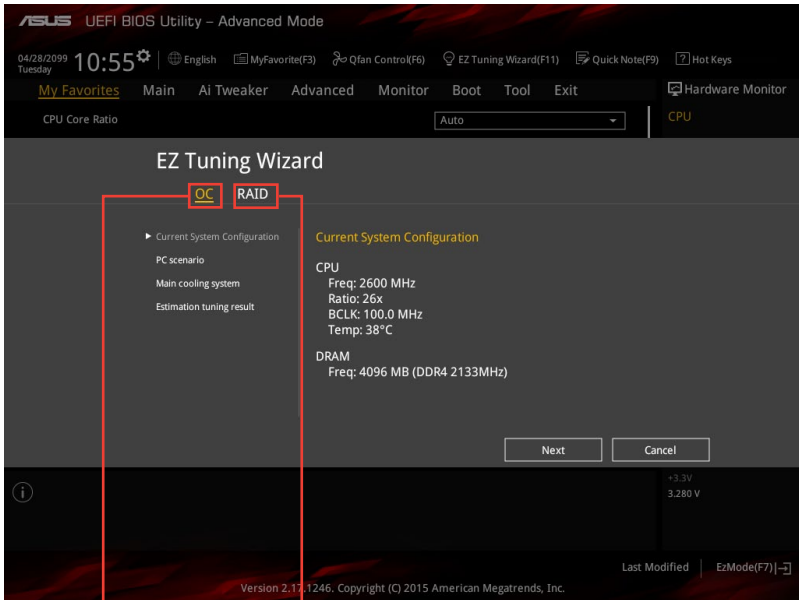 ASUS UEFI BIOS Utility – Advanced Mode
04/28/2099
Tuesday
10:55
English MyFavorite(F3) Qfan Control(F6) EZ Tuning Wizard(F11) Quick Note(F9) ? Hot Keys
My Favorites Main Ai Tweaker Advanced Monitor Boot Tool Exit
Hardware Monitor
CPU Core Ratio Auto
CPU
EZ Tuning Wizard
OC RAID
Current System Configuration
PC scenario
Main cooling system
Estimation tuning result
Current System Configuration
CPU
Freq: 2600 MHz
Ratio: 26x
BCLK: 100.0 MHz
Temp: 38°C
DRAM
Freq: 4096 MB (DDR4 2133MHz)
Next Cancel
+3.3V
3.280 V
Last Modified EzMode(F7)
Version 2.17.1246. Copyright (C) 2015 American Megatrends, Inc.